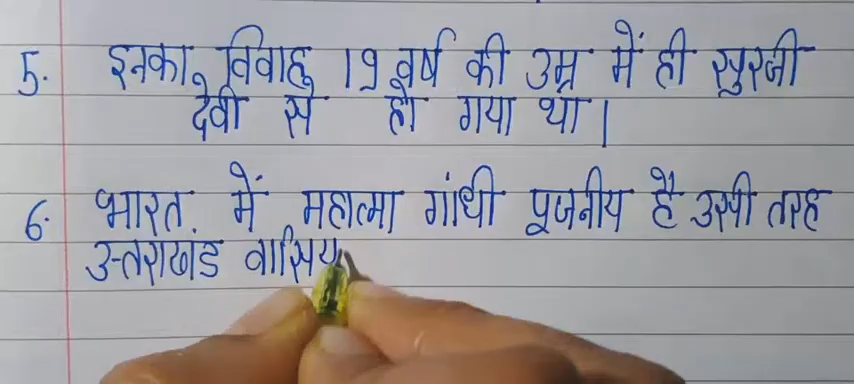 5. इनका विवाह 19 वर्ष की उम्र में ही सुरजी
देवी से हो गया था।
6. भारत में महात्मा गांधी पूजनीय है उसी तरह
उत्तराखंड वासिय